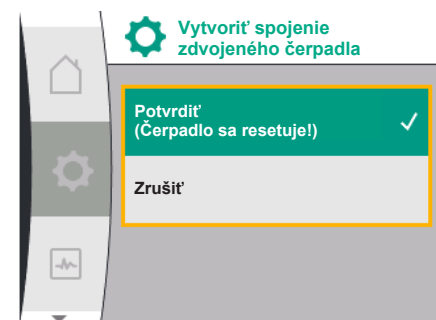 Vytvoriť spojenie
zdvojeného čerpadla
Potvrdiť
(Čerpadlo sa resetuje!)
Zrušiť